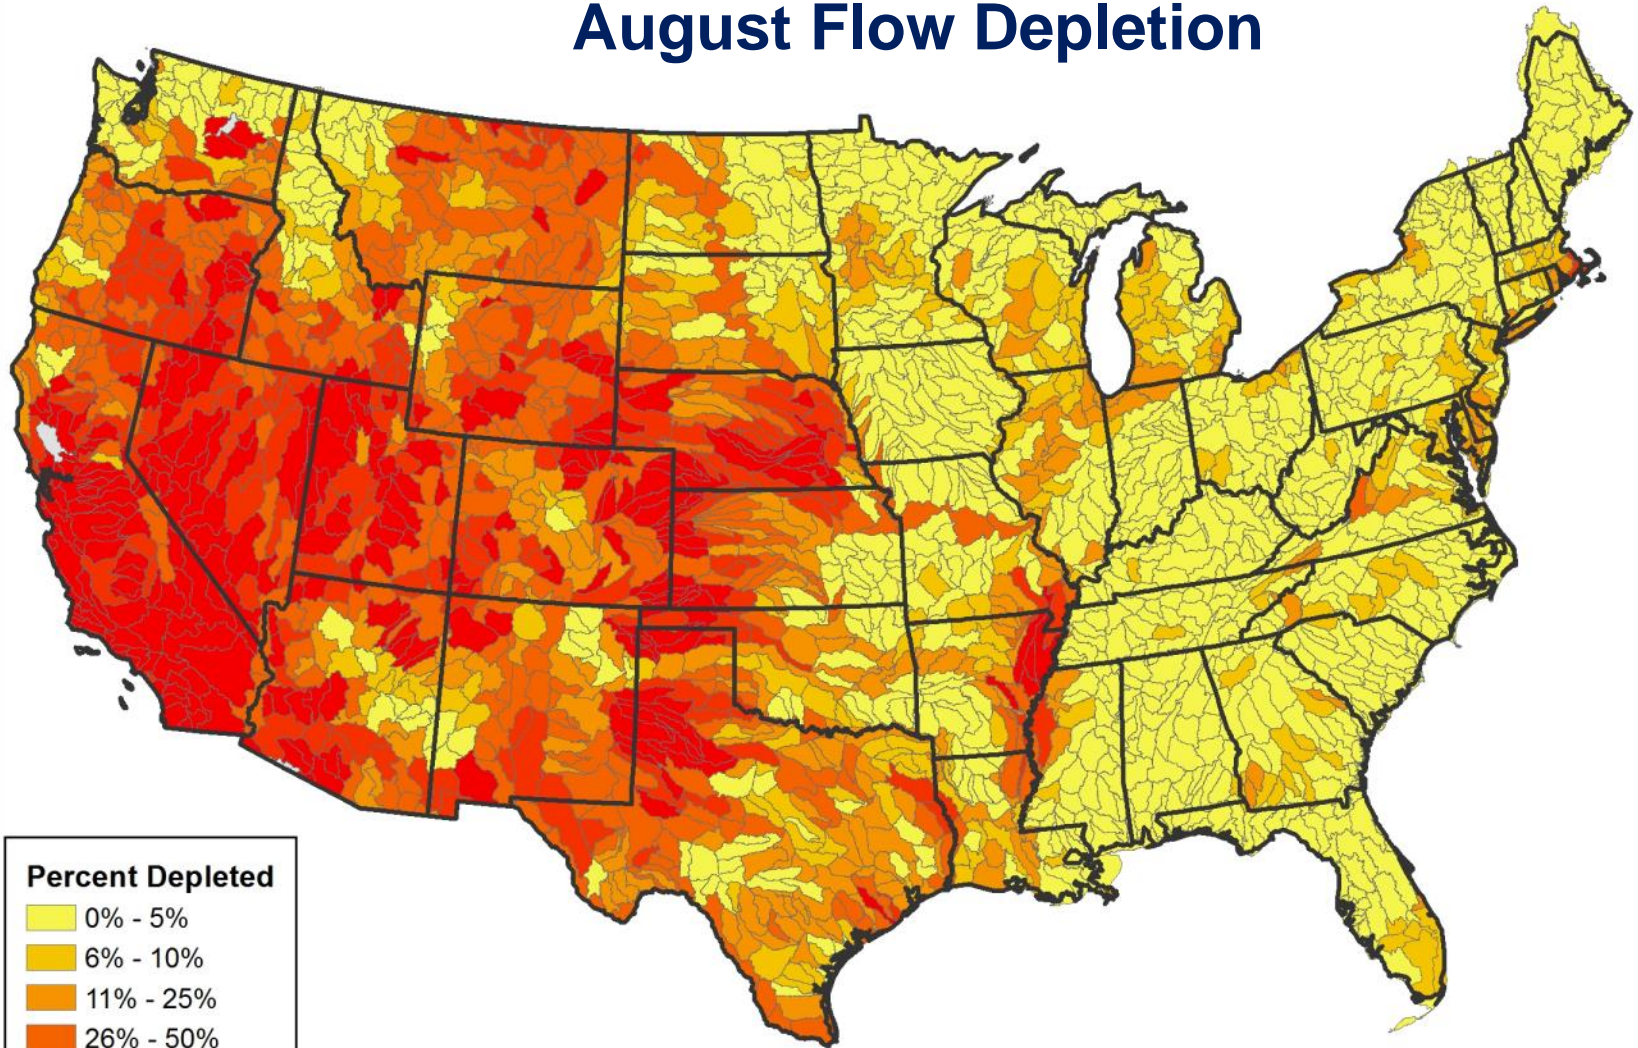 August Flow Depletion
Percent Depleted
0% - 5%
6% - 10%
11% - 25%
26% - 50%